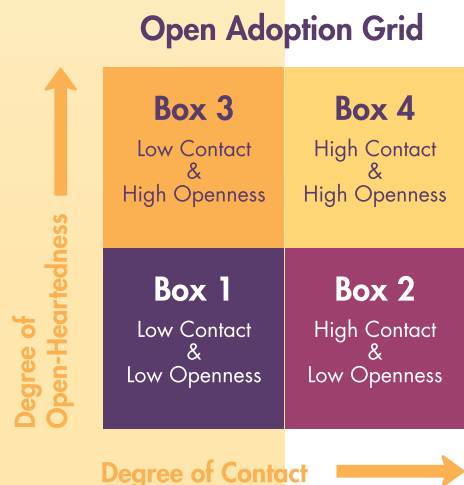 Open Adoption Grid
Box 3
Low Contact
&
High Openness
Box 4
High Contact
&
High Openness
Box 1
Low Contact
&
Low Openness
Box 2
High Contact
&
Low Openness
Degree of
Open-Heartedness
Degree of Contact